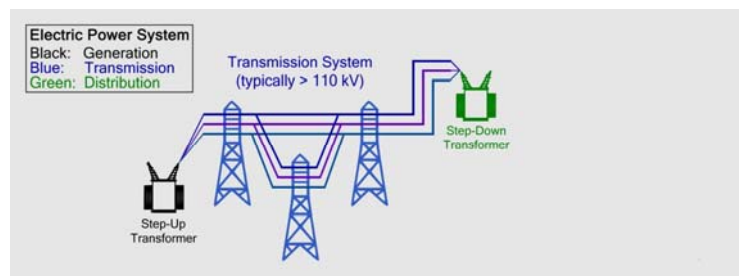 Electric Power System
Black: Generation
Blue: Transmission
Green: Distribution
Transmission System
(typically > 110 kV)
Step-Down
Transformer
Step-Up
Transformer